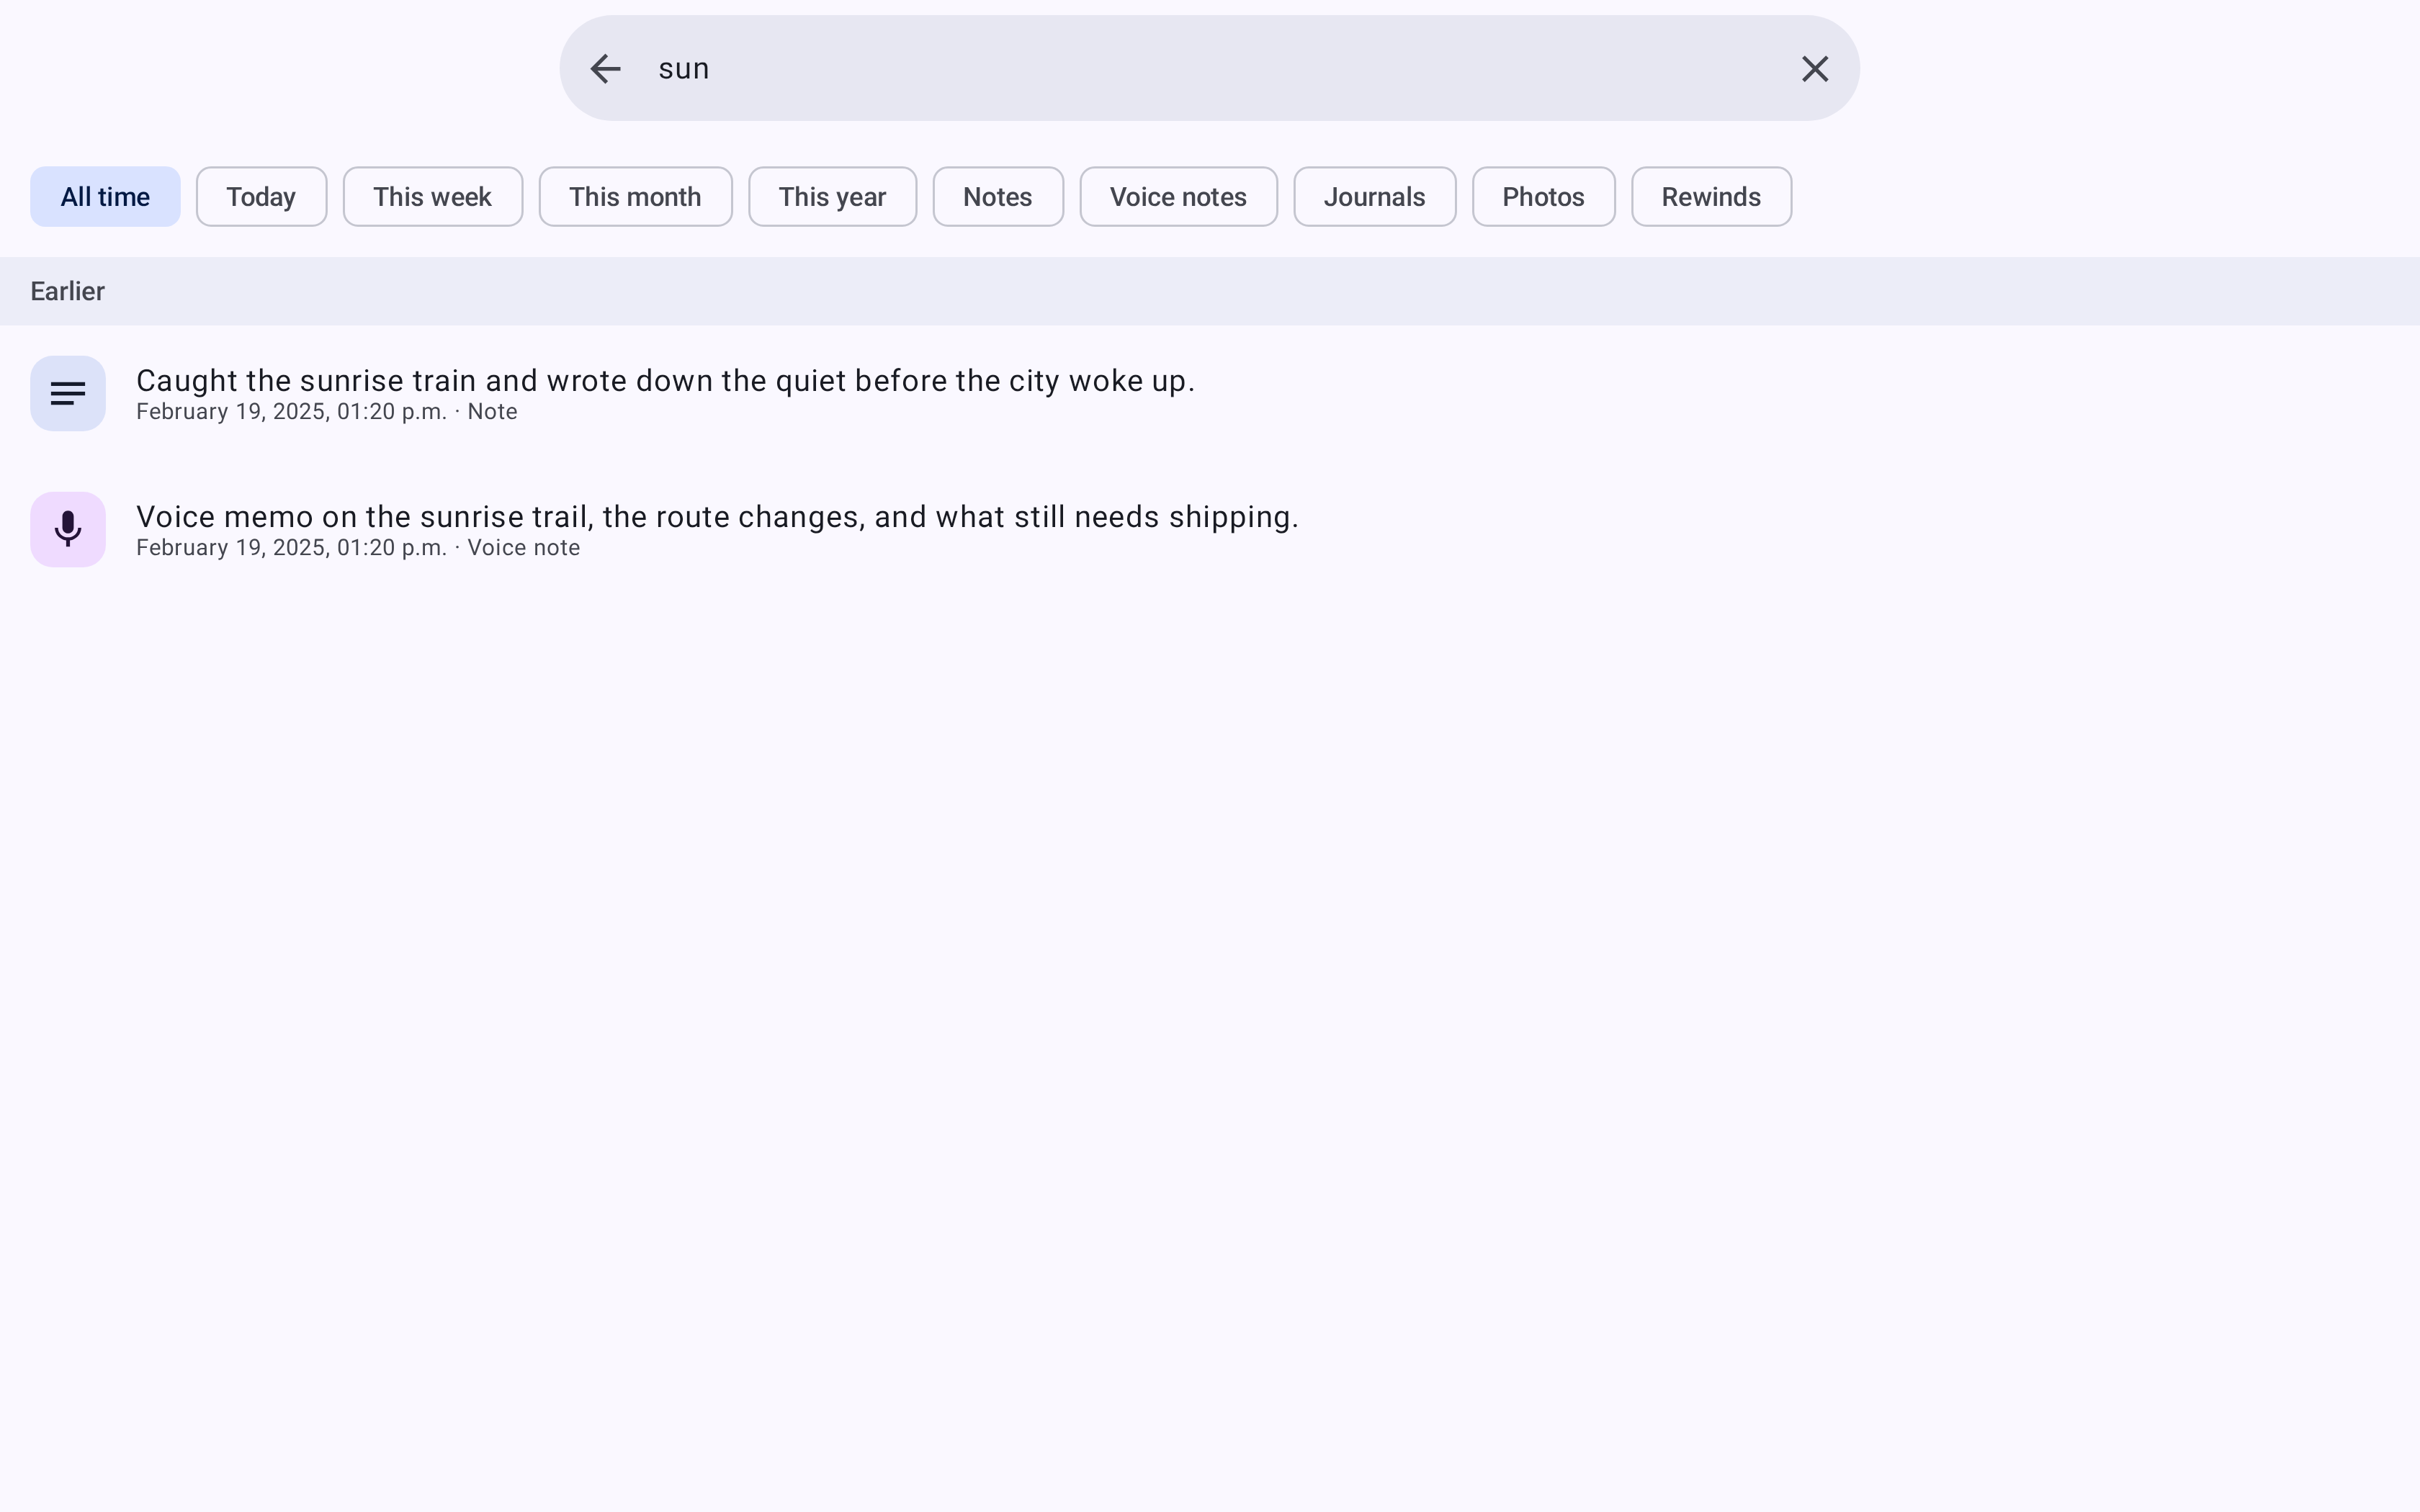 sun
All time Today This week This month This year Notes Voice notes Journals Photos Rewinds
Earlier
Caught the sunrise train and wrote down the quiet before the city woke up.
February 19, 2025, 01:20 p.m. · Note
Voice memo on the sunrise trail, the route changes, and what still needs shipping.
February 19, 2025, 01:20 p.m. · Voice note